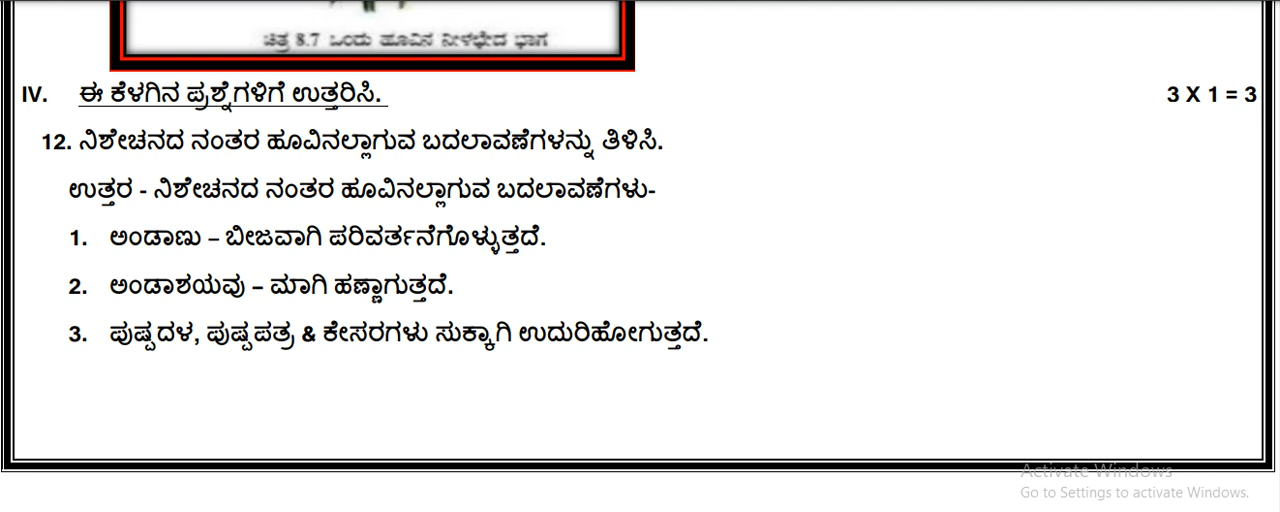 ಚಿತ್ರ 8.7 ಒಂದು ಹೂವಿನ ನೀಳಛೇದ ಭಾಗ
IV. ಈ ಕೆಳಗಿನ ಪ್ರಶ್ನೆಗಳಿಗೆ ಉತ್ತರಿಸಿ. 3 X 1 = 3
12. ನಿಶೇಚನದ ನಂತರ ಹೂವಿನಲ್ಲಾಗುವ ಬದಲಾವಣೆಗಳನ್ನು ತಿಳಿಸಿ.
ಉತ್ತರ - ನಿಶೇಚನದ ನಂತರ ಹೂವಿನಲ್ಲಾಗುವ ಬದಲಾವಣೆಗಳು-
1. ಅಂಡಾಣು – ಬೀಜವಾಗಿ ಪರಿವರ್ತನೆಗೊಳ್ಳುತ್ತದೆ.
2. ಅಂಡಾಶಯವು – ಮಾಗಿ ಹಣ್ಣಾಗುತ್ತದೆ.
3. ಪುಷ್ಪದಳ, ಪುಷ್ಪಪತ್ರ & ಕೇಸರಗಳು ಸುಕ್ಕಾಗಿ ಉದುರಿಹೋಗುತ್ತದೆ.
Activate Windows
Go to Settings to activate Windows.